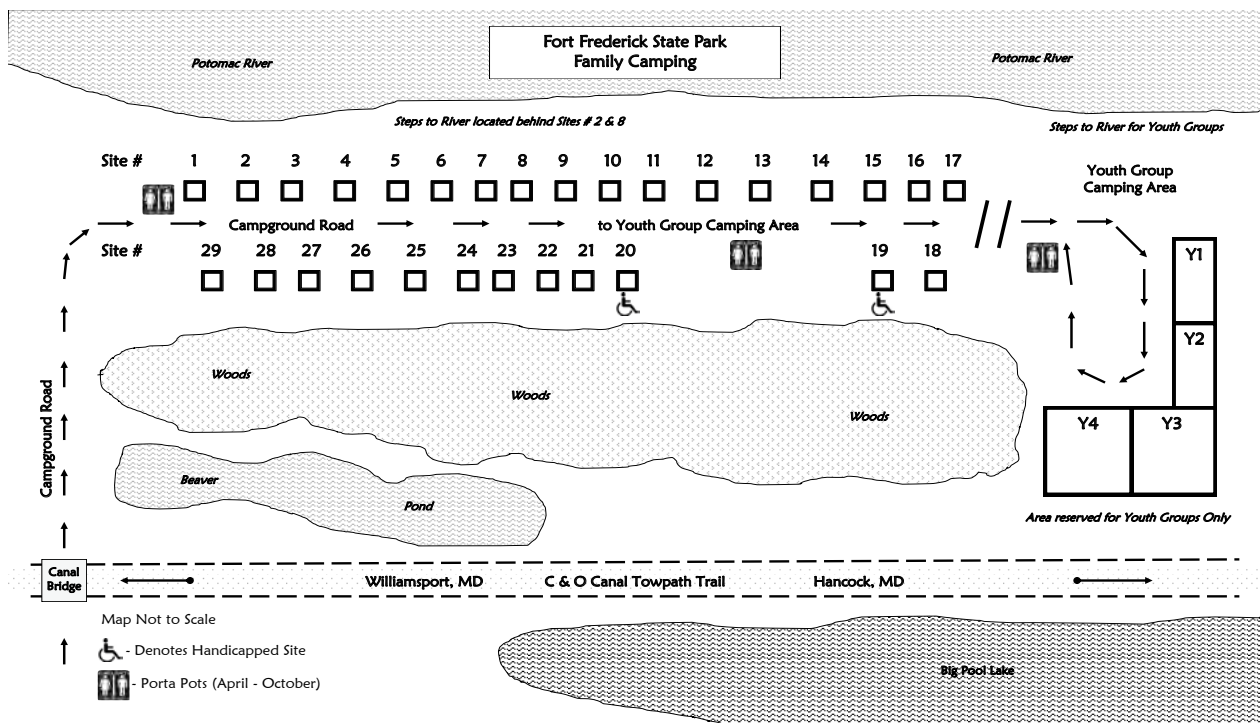 Fort Frederick State Park
Family Camping
Potomac River
Potomac River
Steps to River located behind Sites # 2 & 8
Steps to River for Youth Groups
Site # 1 2 3 4 5 6 7 8 9 10 11 12 13 14 15 16 17
Youth Group
Camping Area
Campground Road to Youth Group Camping Area
Site # 29 28 27 26 25 24 23 22 21 20 19 18
Y1
Y2
Woods
Woods
Woods
Y4 Y3
Campground Road
Beaver
Pond
Area reserved for Youth Groups Only
Canal
Bridge
Williamsport, MD C & O Canal Towpath Trail Hancock, MD
Map Not to Scale
- Denotes Handicapped Site
- Porta Pots (April - October)
Big Pool Lake